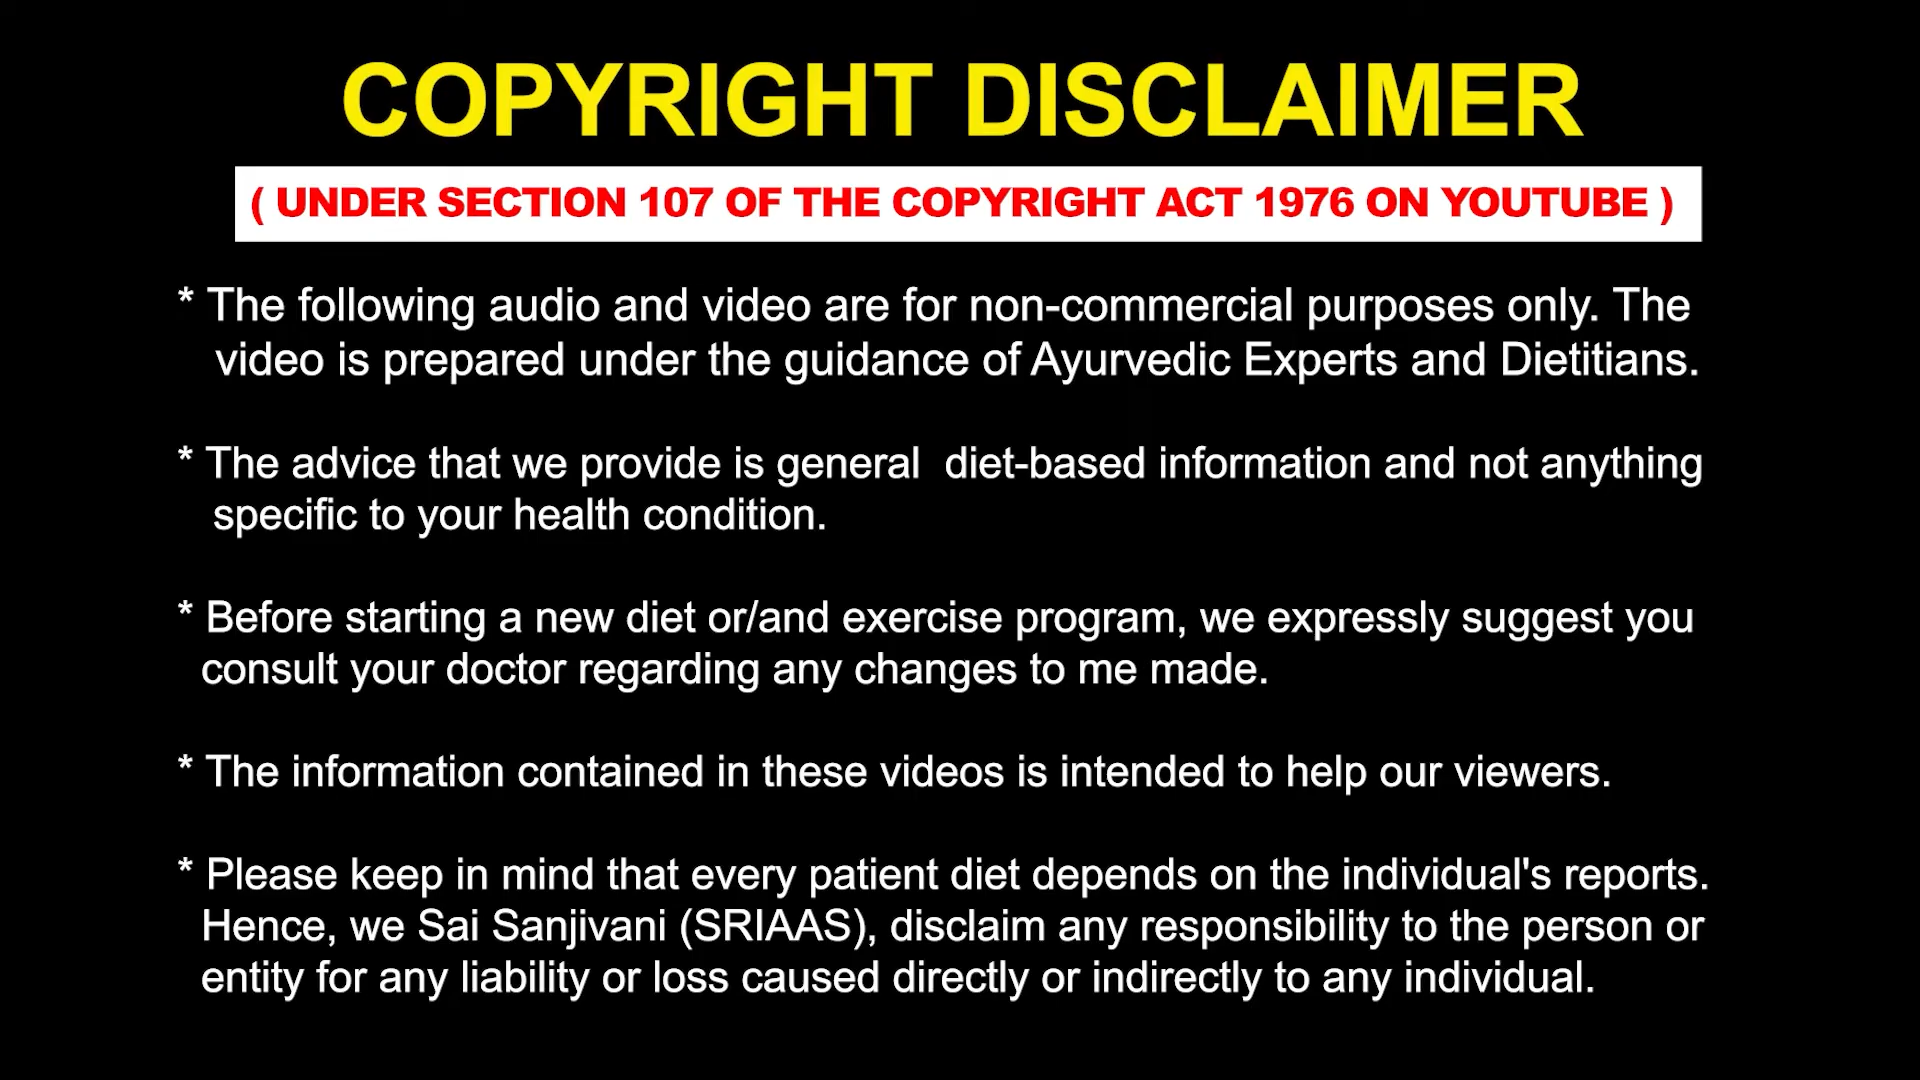 COPYRIGHT DISCLAIMER
( UNDER SECTION 107 OF THE COPYRIGHT ACT 1976 ON YOUTUBE )
* The following audio and video are for non-commercial purposes only. The
video is prepared under the guidance of Ayurvedic Experts and Dietitians.
* The advice that we provide is general  diet-based information and not anything
specific to your health condition.
* Before starting a new diet or/and exercise program, we expressly suggest you
consult your doctor regarding any changes to me made.
* The information contained in these videos is intended to help our viewers.
* Please keep in mind that every patient diet depends on the individual's reports.
Hence, we Sai Sanjivani (SRIAAS), disclaim any responsibility to the person or
entity for any liability or loss caused directly or indirectly to any individual.